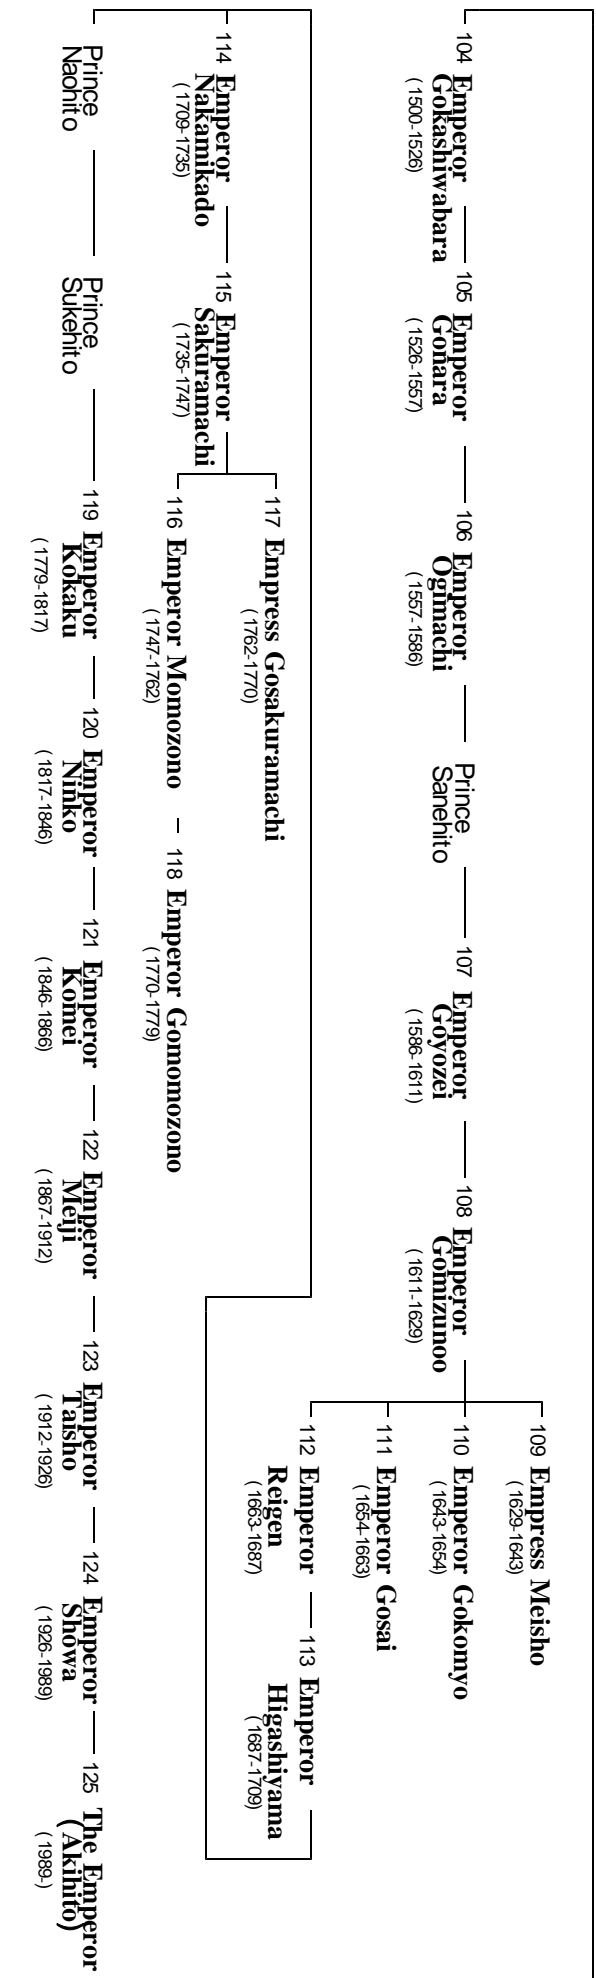 104 Emperor
Gokashiwabara
( 1500-1526)
105 Emperor
Gonara
( 1526-1557)
106 Emperor
Ogimachi
( 1557-1586)
Prince
Sanehito
107 Emperor
Goyozei
( 1586-1611)
108 Emperor
Gomizunoo
( 1611-1629)
109 Empress Meisho
( 1629-1643)
110 Emperor Gokomyo
( 1643-1654)
111 Emperor Gosai
( 1654-1663)
112 Emperor
Reigen
( 1663-1687)
113 Emperor
Higashiyama
( 1687-1709)
114 Emperor
Nakamikado
( 1709-1735)
115 Emperor
Sakuramachi
( 1735-1747)
117 Empress Gosakuramachi
( 1762-1770)
116 Emperor Momozono
( 1747-1762)
118 Emperor Gomomozono
( 1770-1779)
Prince
Naohito
Prince
Sukehito
119 Emperor
Kokaku
( 1779-1817)
120 Emperor
Ninko
( 1817-1846)
121 Emperor
Komei
( 1846-1866)
122 Emperor
Meiji
( 1867-1912)
123 Emperor
Taisho
( 1912-1926)
124 Emperor
Showa
( 1926-1989)
125 The Emperor
( Akihito)
( 1989-)